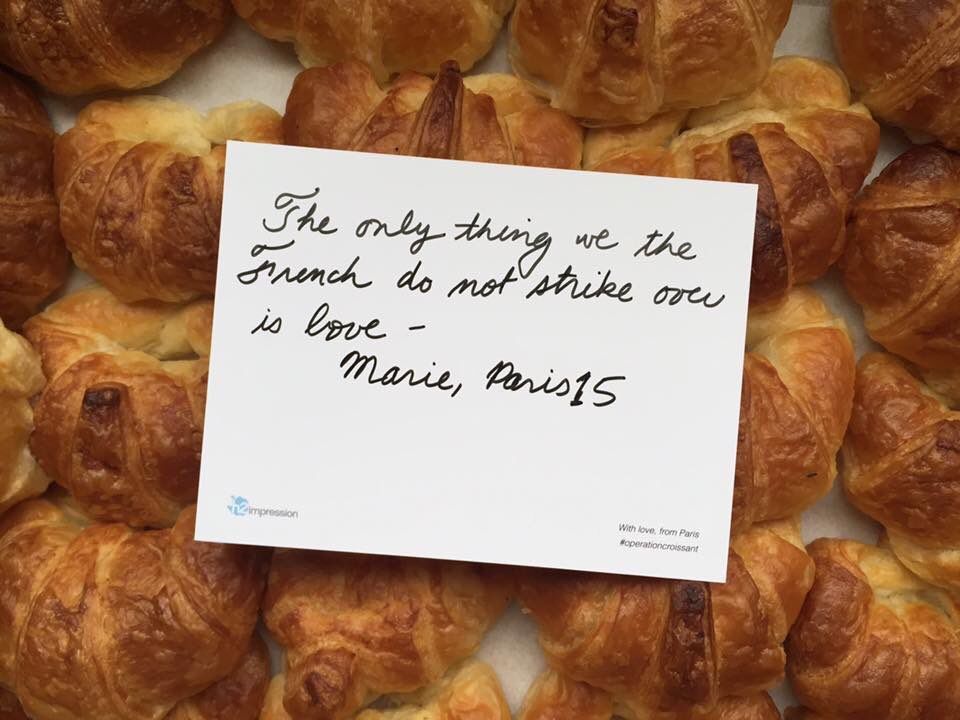 The only thing we the
French do not strike over
is love -
Marie, Paris15
n2impression
With love, from Paris
#operationcroissant